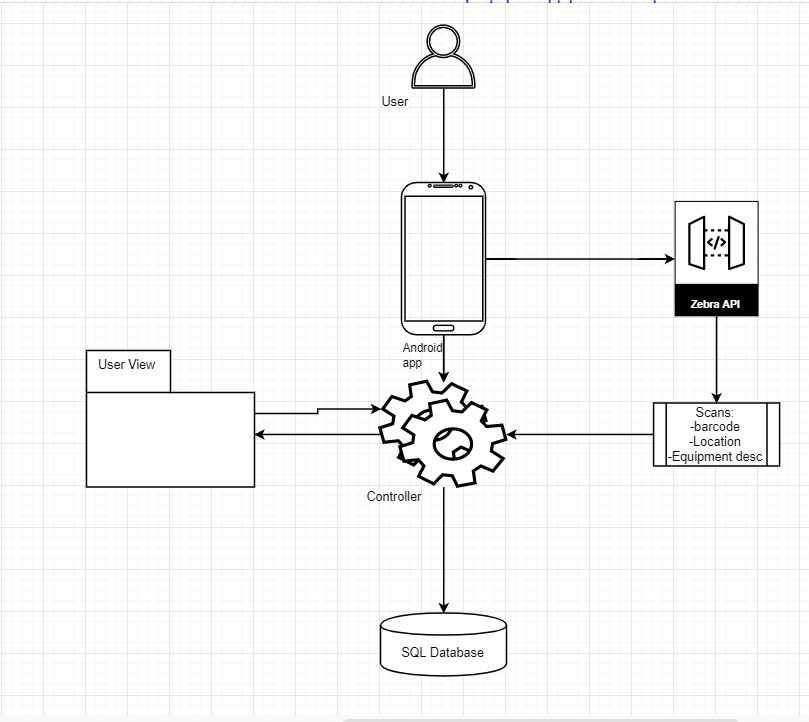 User
</>
Zebra API
Android
app
User View
Scans:
-barcode
-Location
-Equipment desc
Controller
SQL Database